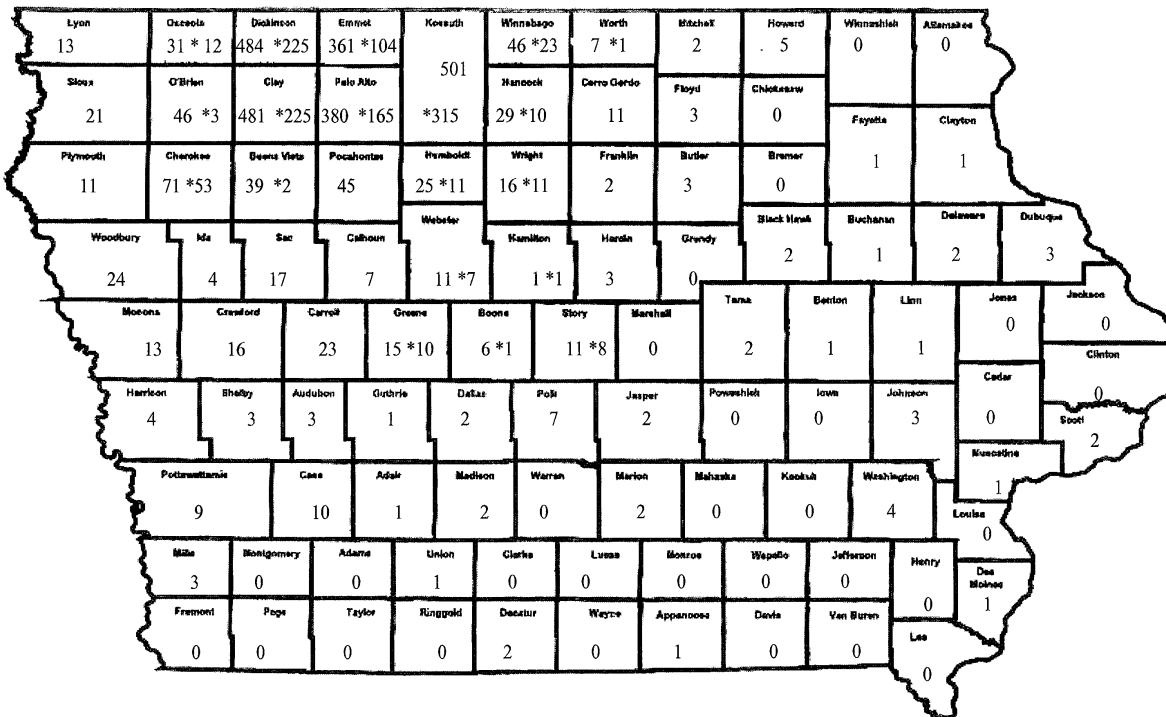 Lyon Osceola Dickinson Emmet Kossuth Winnebago Worth Mitchell Howard Winneshiek Allamakee
13 31 * 12 484 *225 361 *104 46 *23 7 *1 2 . 5 0 0
501
Sioux O'Brien Clay Palo Alto Hancock Cerro Gordo Floyd Chickasaw
21 46 *3 481 *225 380 *165 *315 29 *10 11 3 0
Fayette Clayton
1 1
Plymouth Cherokee Buena Vista Pocahontas Humboldt Wright Franklin Butler Bremer
11 71 *53 39 *2 45 25 *11 16 *11 2 3 0
Webster Black Hawk Buchanan Delaware Dubuque
Woodbury Ida Sac Calhoun Hamilton Hardin Grundy
2 1 2 3
24 4 17 7 11 *7 1 *1 3 0
Monona Crawford Carroll Greene Boone Story Marshall Tama Benton Linn Jones Jackson
0 0
13 16 23 15 *10 6 *1 11 *8 0 2 1 1
Clinton
Cedar
0
Harrison Shelby Audubon Guthrie Dallas Polk Jasper Poweshiek Iowa Johnson
4 3 3 1 2 7 2 0 0 3 0
Scott
2
Muscatine
1
Pottawattamie Cass Adair Madison Warren Marion Mahaska Keokuk Washington
9 10 1 2 0 2 0 0 4
Louisa
0
Mills Montgomery Adams Union Clarke Lucas Monroe Wapello Jefferson Henry
3 0 0 1 0 0 0 0 0 0
Des
Moines
1
Fremont Page Taylor Ringgold Decatur Wayne Appanoose Davis Van Buren
0 0 0 0 2 0 1 0 0
Lee
0